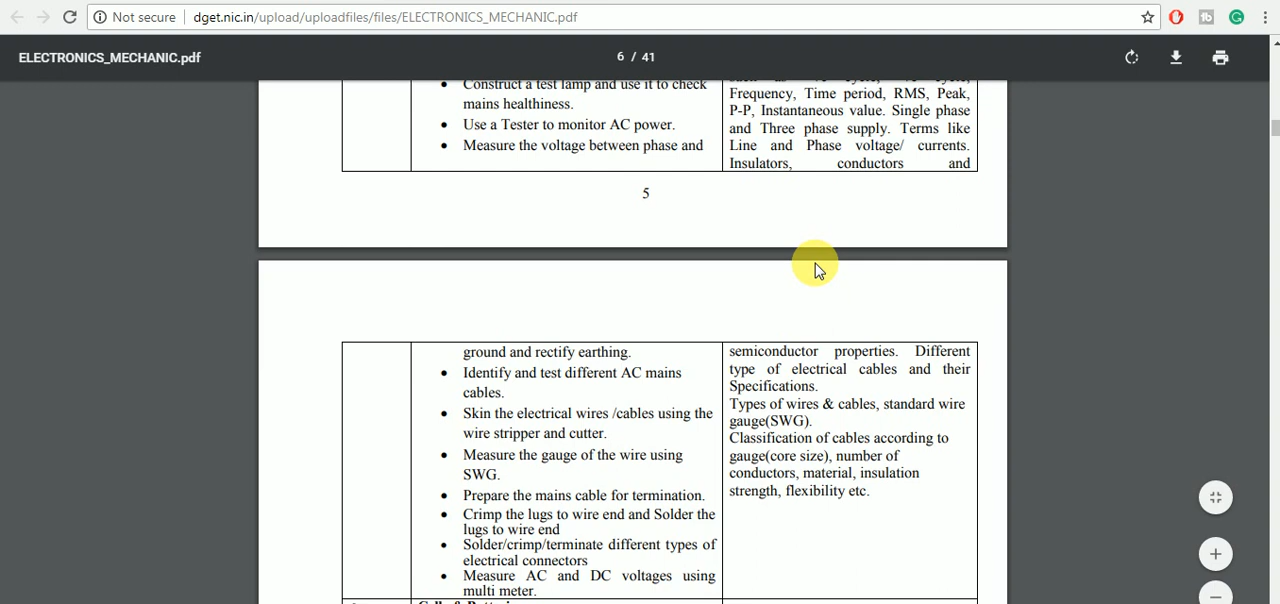 Not secure | dget.nic.in/upload/uploadfiles/files/ELECTRONICS_MECHANIC.pdf
ELECTRONICS_MECHANIC.pdf
6 / 41
• Construct a test lamp and use it to check
mains healthiness.
• Use a Tester to monitor AC power.
• Measure the voltage between phase and
Frequency, Time period, RMS, Peak,
P-P, Instantaneous value. Single phase
and Three phase supply. Terms like
Line and Phase voltage/ currents.
Insulators, conductors and
5
ground and rectify earthing.
• Identify and test different AC mains
cables.
• Skin the electrical wires /cables using the
wire stripper and cutter.
• Measure the gauge of the wire using
SWG.
• Prepare the mains cable for termination.
• Crimp the lugs to wire end and Solder the
lugs to wire end
• Solder/crimp/terminate different types of
electrical connectors
• Measure AC and DC voltages using
multi meter.
semiconductor properties. Different
type of electrical cables and their
Specifications.
Types of wires & cables, standard wire
gauge(SWG).
Classification of cables according to
gauge(core size), number of
conductors, material, insulation
strength, flexibility etc.